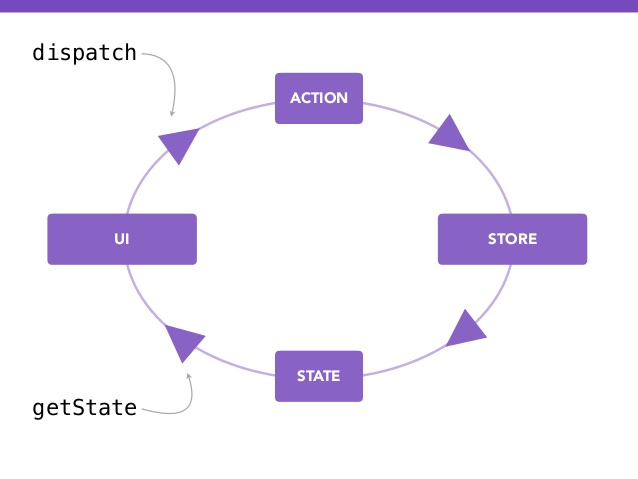 dispatch
ACTION
UI
STORE
STATE
getState